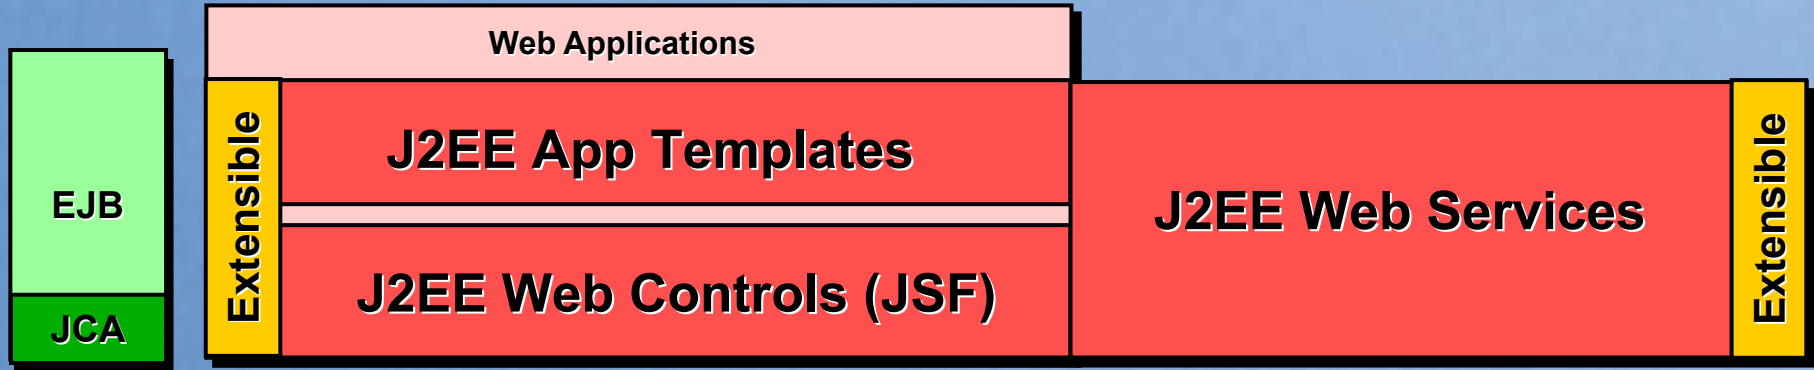 Web Applications
EJB
JCA
Extensible
J2EE App Templates
J2EE Web Controls (JSF)
J2EE Web Services
Extensible